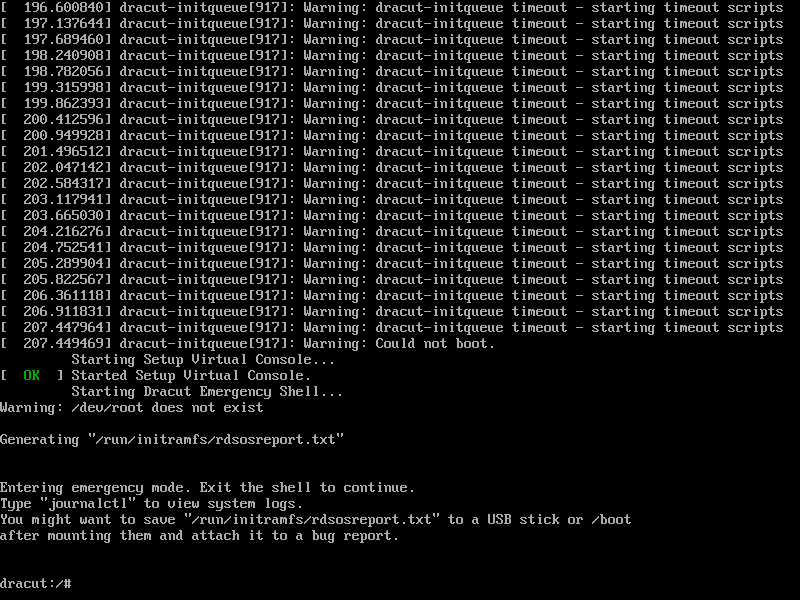 [  196.600840] dracut-initqueue[917]: Warning: dracut-initqueue timeout - starting timeout scripts
[  197.137644] dracut-initqueue[917]: Warning: dracut-initqueue timeout - starting timeout scripts
[  197.689460] dracut-initqueue[917]: Warning: dracut-initqueue timeout - starting timeout scripts
[  198.240908] dracut-initqueue[917]: Warning: dracut-initqueue timeout - starting timeout scripts
[  198.782056] dracut-initqueue[917]: Warning: dracut-initqueue timeout - starting timeout scripts
[  199.315998] dracut-initqueue[917]: Warning: dracut-initqueue timeout - starting timeout scripts
[  199.862393] dracut-initqueue[917]: Warning: dracut-initqueue timeout - starting timeout scripts
[  200.412596] dracut-initqueue[917]: Warning: dracut-initqueue timeout - starting timeout scripts
[  200.949928] dracut-initqueue[917]: Warning: dracut-initqueue timeout - starting timeout scripts
[  201.496512] dracut-initqueue[917]: Warning: dracut-initqueue timeout - starting timeout scripts
[  202.047142] dracut-initqueue[917]: Warning: dracut-initqueue timeout - starting timeout scripts
[  202.584317] dracut-initqueue[917]: Warning: dracut-initqueue timeout - starting timeout scripts
[  203.117941] dracut-initqueue[917]: Warning: dracut-initqueue timeout - starting timeout scripts
[  203.665030] dracut-initqueue[917]: Warning: dracut-initqueue timeout - starting timeout scripts
[  204.216276] dracut-initqueue[917]: Warning: dracut-initqueue timeout - starting timeout scripts
[  204.752541] dracut-initqueue[917]: Warning: dracut-initqueue timeout - starting timeout scripts
[  205.289904] dracut-initqueue[917]: Warning: dracut-initqueue timeout - starting timeout scripts
[  205.822567] dracut-initqueue[917]: Warning: dracut-initqueue timeout - starting timeout scripts
[  206.361118] dracut-initqueue[917]: Warning: dracut-initqueue timeout - starting timeout scripts
[  206.911831] dracut-initqueue[917]: Warning: dracut-initqueue timeout - starting timeout scripts
[  207.447964] dracut-initqueue[917]: Warning: dracut-initqueue timeout - starting timeout scripts
[  207.449469] dracut-initqueue[917]: Warning: Could not boot.
         Starting Setup Virtual Console...
[  OK  ] Started Setup Virtual Console.
         Starting Dracut Emergency Shell...
Warning: /dev/root does not exist
Generating "/run/initramfs/rdsosreport.txt"
Entering emergency mode. Exit the shell to continue.
Type "journalctl" to view system logs.
You might want to save "/run/initramfs/rdsosreport.txt" to a USB stick or /boot
after mounting them and attach it to a bug report.
dracut:/#